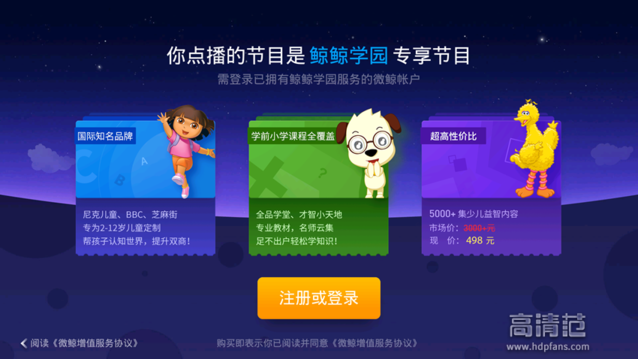 你点播的节目是 鲸鲸学园 专享节目
需登录已拥有鲸鲸学园服务的微鲸帐户
国际知名品牌
尼克儿童、BBC、芝麻街
专为2-12岁儿童定制
帮孩子认知世界，提升双商！
学前小学课程全覆盖
全品学堂、才智小天地
专业教材，名师云集
足不出户轻松学知识！
超高性价比
5000+ 集少儿益智内容
市场价：3000+元
现 价：498 元
注册或登录
阅读《微鲸增值服务协议》
购买即表示你已阅读并同意《微鲸增值服务协议》
高清范
www.hdpfans.com